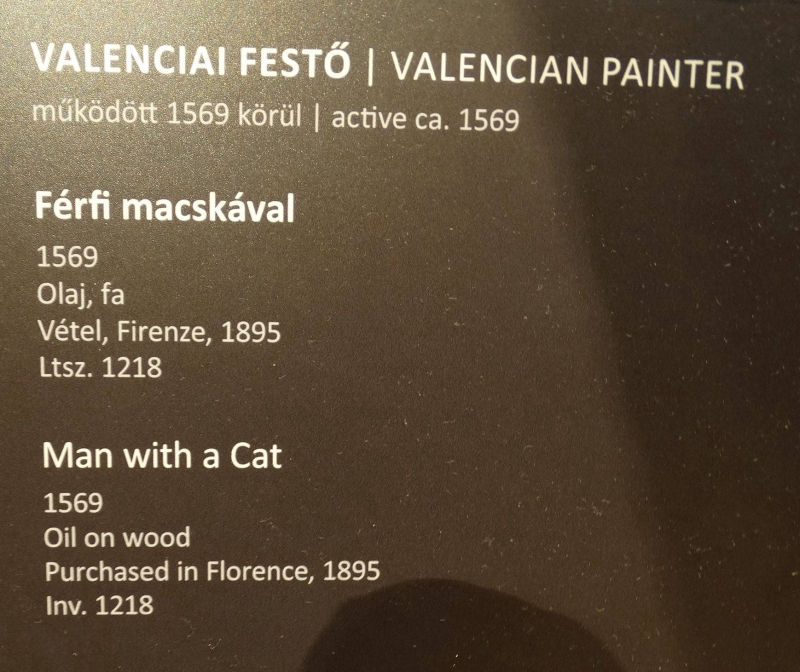 VALENCIAI FESTŐ | VALENCIAN PAINTER
működött 1569 körül | active ca. 1569
Férfi macskával
1569
Olaj, fa
Vétel, Firenze, 1895
Ltsz. 1218
Man with a Cat
1569
Oil on wood
Purchased in Florence, 1895
Inv. 1218